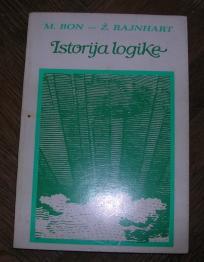 M. BON — Ž. RAJNHART
Istorija logike